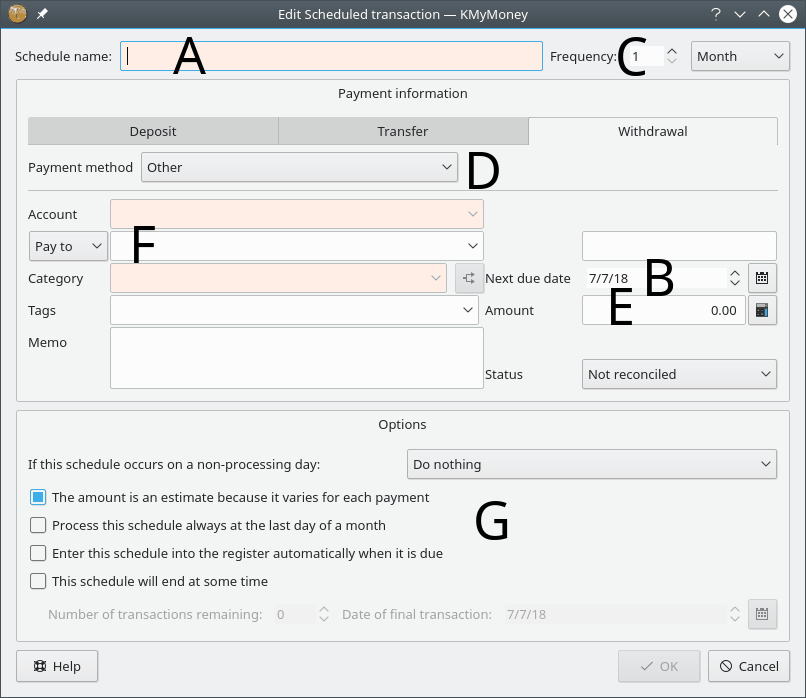 Edit Scheduled transaction — KMyMoney
Schedule name: A Frequency: C 1 Month
Payment information
Deposit Transfer Withdrawal
Payment method Other D
Account
Pay to F
Category Next due date 7/7/18 B
Tags Amount E 0.00
Memo
Status Not reconciled
Options
If this schedule occurs on a non-processing day: Do nothing
The amount is an estimate because it varies for each payment
Process this schedule always at the last day of a month G
Enter this schedule into the register automatically when it is due
This schedule will end at some time
Number of transactions remaining: 0 Date of final transaction: 7/7/18
Help OK Cancel